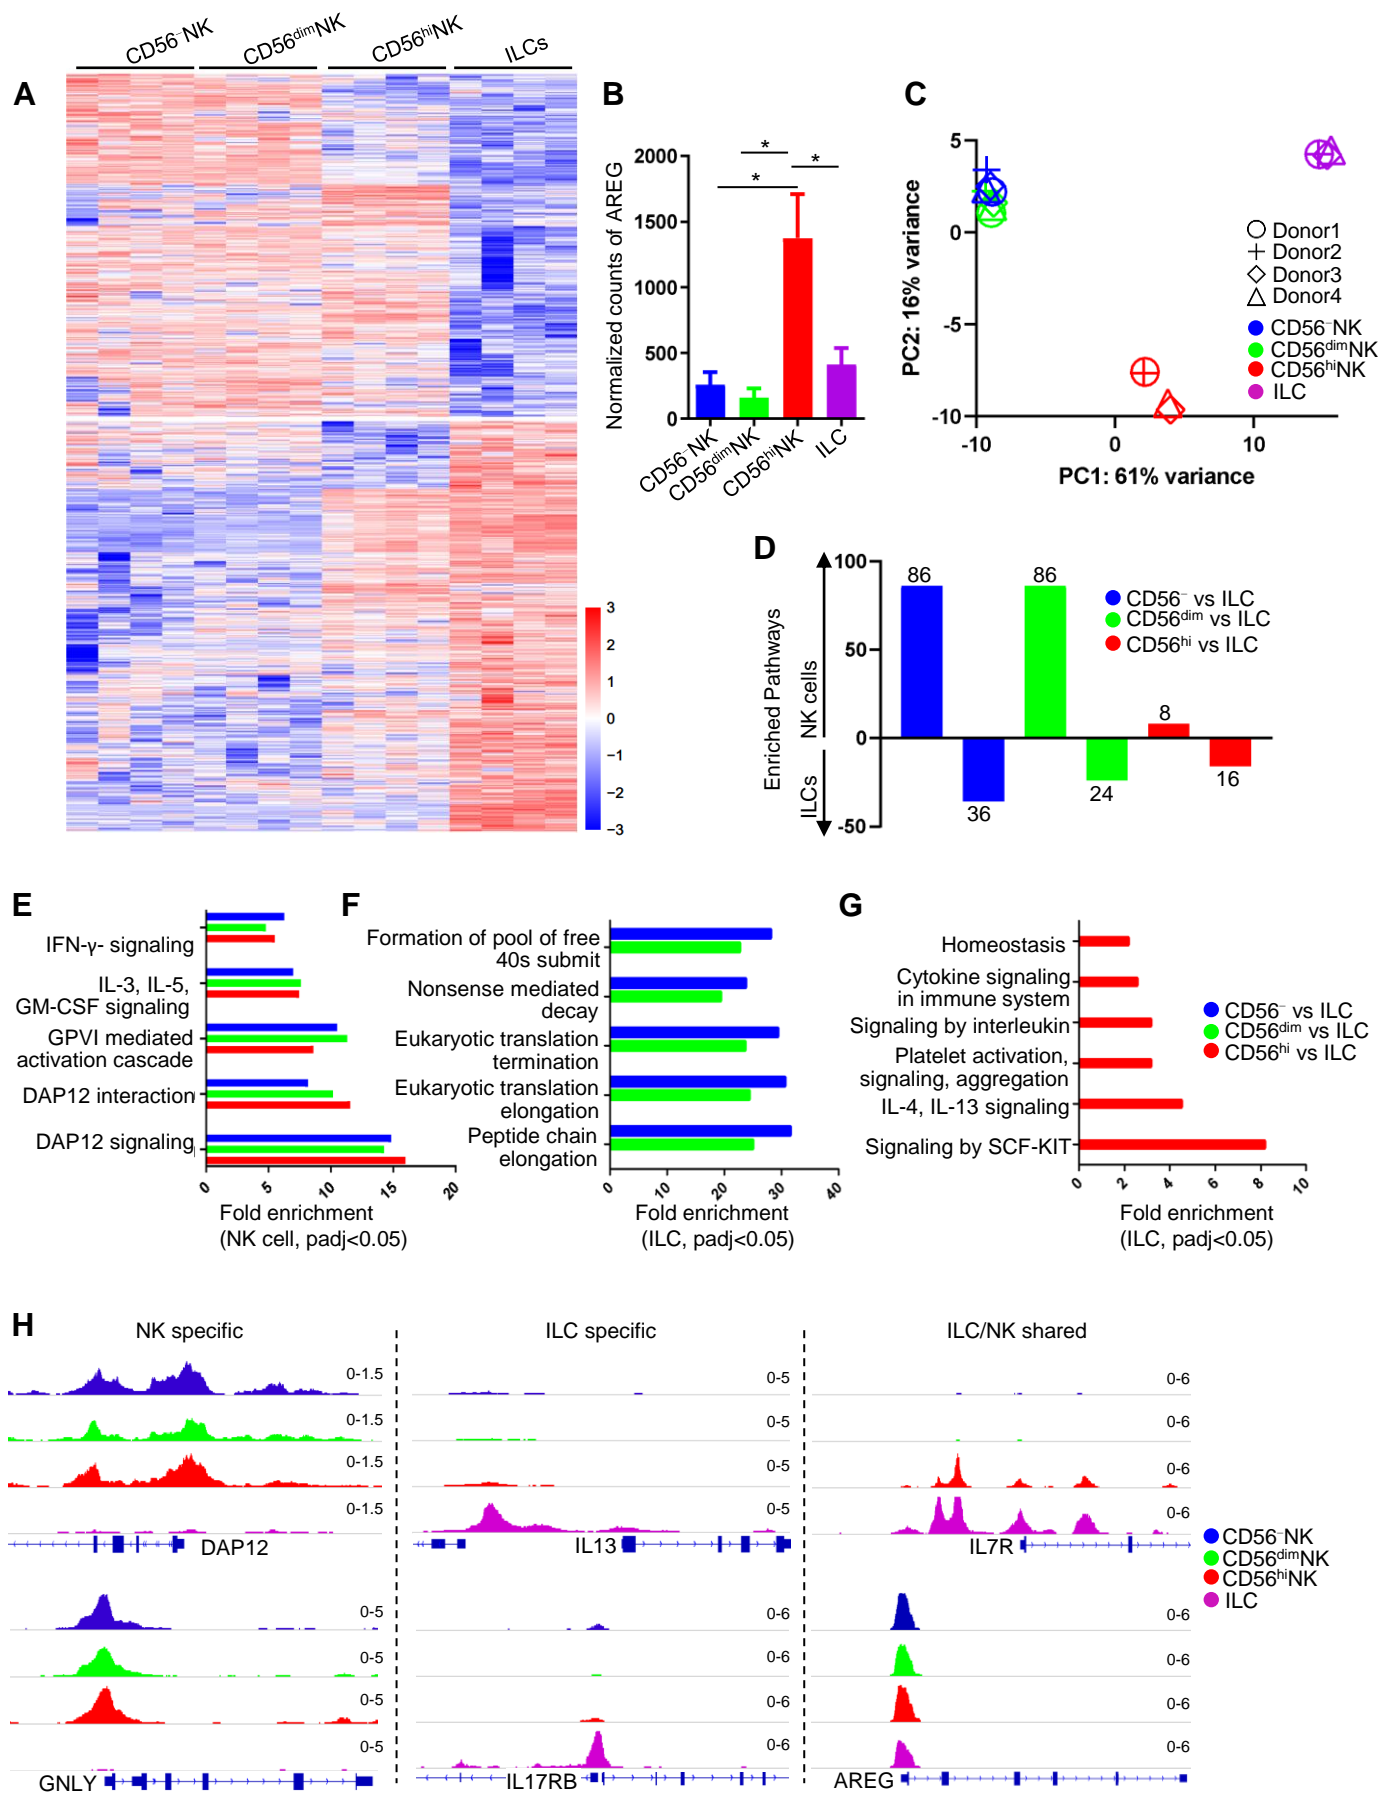 CD56⁻NK
CD56ᵈⁱᵐNK
CD56ʰⁱNK
ILCs
A
3
2
1
0
−1
−2
−3
B
Normalized counts of AREG
2000
1500
1000
500
0
*
*
*
CD56⁻NK
CD56ᵈⁱᵐNK
CD56ʰⁱNK
ILC
C
PC2: 16% variance
5
0
-5
-10
-10
0
10
PC1: 61% variance
Donor1
Donor2
Donor3
Donor4
CD56⁻NK
CD56ᵈⁱᵐNK
CD56ʰⁱNK
ILC
D
Enriched Pathways
ILCs
NK cells
100
50
0
-50
86
36
86
24
8
16
CD56⁻ vs ILC
CD56ᵈⁱᵐ vs ILC
CD56ʰⁱ vs ILC
E
IFN-γ- signaling
IL-3, IL-5,
GM-CSF signaling
GPVI mediated
activation cascade
DAP12 interaction
DAP12 signaling
0
5
10
15
20
Fold enrichment
(NK cell, padj<0.05)
F
Formation of pool of free
40s submit
Nonsense mediated
decay
Eukaryotic translation
termination
Eukaryotic translation
elongation
Peptide chain
elongation
0
10
20
30
40
Fold enrichment
(ILC, padj<0.05)
G
Homeostasis
Cytokine signaling
in immune system
Signaling by interleukin
Platelet activation,
signaling, aggregation
IL-4, IL-13 signaling
Signaling by SCF-KIT
0
2
4
6
8
10
Fold enrichment
(ILC, padj<0.05)
CD56⁻ vs ILC
CD56ᵈⁱᵐ vs ILC
CD56ʰⁱ vs ILC
H
NK specific
0-1.5
0-1.5
0-1.5
0-1.5
DAP12
0-5
0-5
0-5
0-5
GNLY
ILC specific
0-5
0-5
0-5
0-5
IL13
0-6
0-6
0-6
0-6
IL17RB
ILC/NK shared
0-6
0-6
0-6
0-6
IL7R
0-6
0-6
0-6
0-6
AREG
CD56⁻NK
CD56ᵈⁱᵐNK
CD56ʰⁱNK
ILC